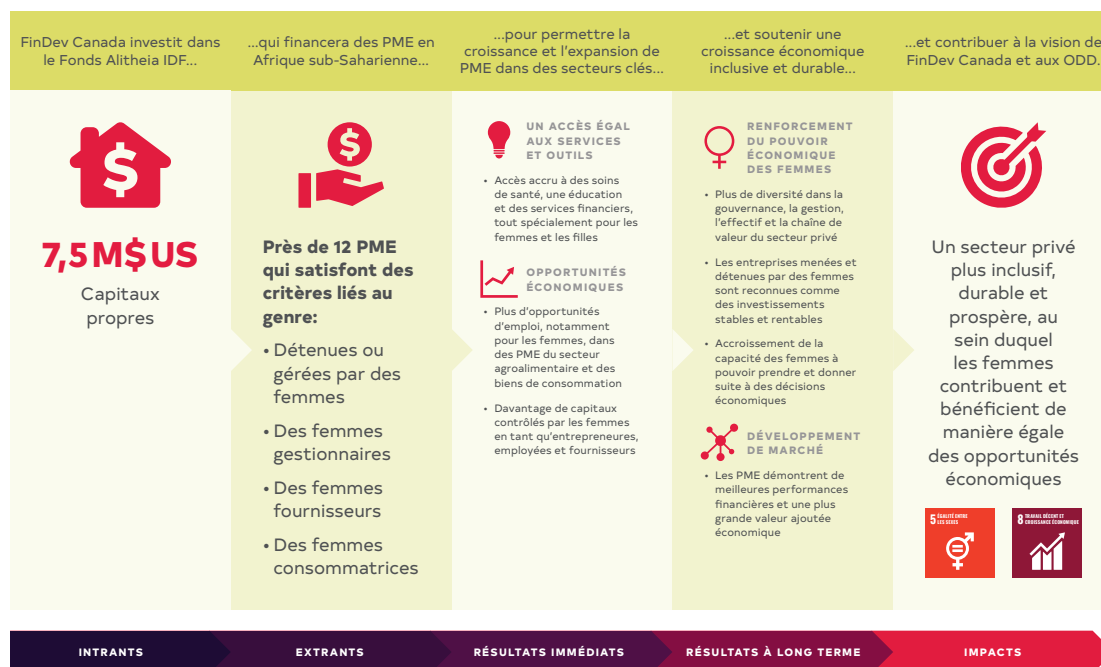 FinDev Canada investit dans
le Fonds Alitheia IDF...
...qui financera des PME en
Afrique sub-Saharienne...
...pour permettre la
croissance et l'expansion de
PME dans des secteurs clés...
...et soutenir une
croissance économique
inclusive et durable...
...et contribuer à la vision de
FinDev Canada et aux ODD.
7,5 M$ US
Capitaux
propres
Près de 12 PME
qui satisfont des
critères liés au
genre:
• Détenues ou
gérées par des
femmes
• Des femmes
gestionnaires
• Des femmes
fournisseurs
• Des femmes
consommatrices
UN ACCÈS ÉGAL
AUX SERVICES
ET OUTILS
• Accès accru à des soins
de santé, une éducation
et des services financiers,
tout spécialement pour les
femmes et les filles
OPPORTUNITÉS
ÉCONOMIQUES
• Plus d'opportunités
d'emploi, notamment
pour les femmes, dans
des PME du secteur
agroalimentaire et des
biens de consommation
• Davantage de capitaux
contrôlés par les femmes
en tant qu'entrepreneures,
employées et fournisseurs
RENFORCEMENT
DU POUVOIR
ÉCONOMIQUE
DES FEMMES
• Plus de diversité dans la
gouvernance, la gestion,
l'effectif et la chaîne de
valeur du secteur privé
• Les entreprises menées et
détenues par des femmes
sont reconnues comme
des investissements
stables et rentables
• Accroissement de la
capacité des femmes à
pouvoir prendre et donner
suite à des décisions
économiques
DÉVELOPPEMENT
DE MARCHÉ
• Les PME démontrent de
meilleures performances
financières et une plus
grande valeur ajoutée
économique
Un secteur privé
plus inclusif,
durable et
prospère, au
sein duquel
les femmes
contribuent et
bénéficient de
manière égale
des opportunités
économiques
5 ÉGALITÉ ENTRE
LES SEXES
8 TRAVAIL DÉCENT ET
CROISSANCE ÉCONOMIQUE
INTRANTS
EXTRANTS
RÉSULTATS IMMÉDIATS
RÉSULTATS À LONG TERME
IMPACTS